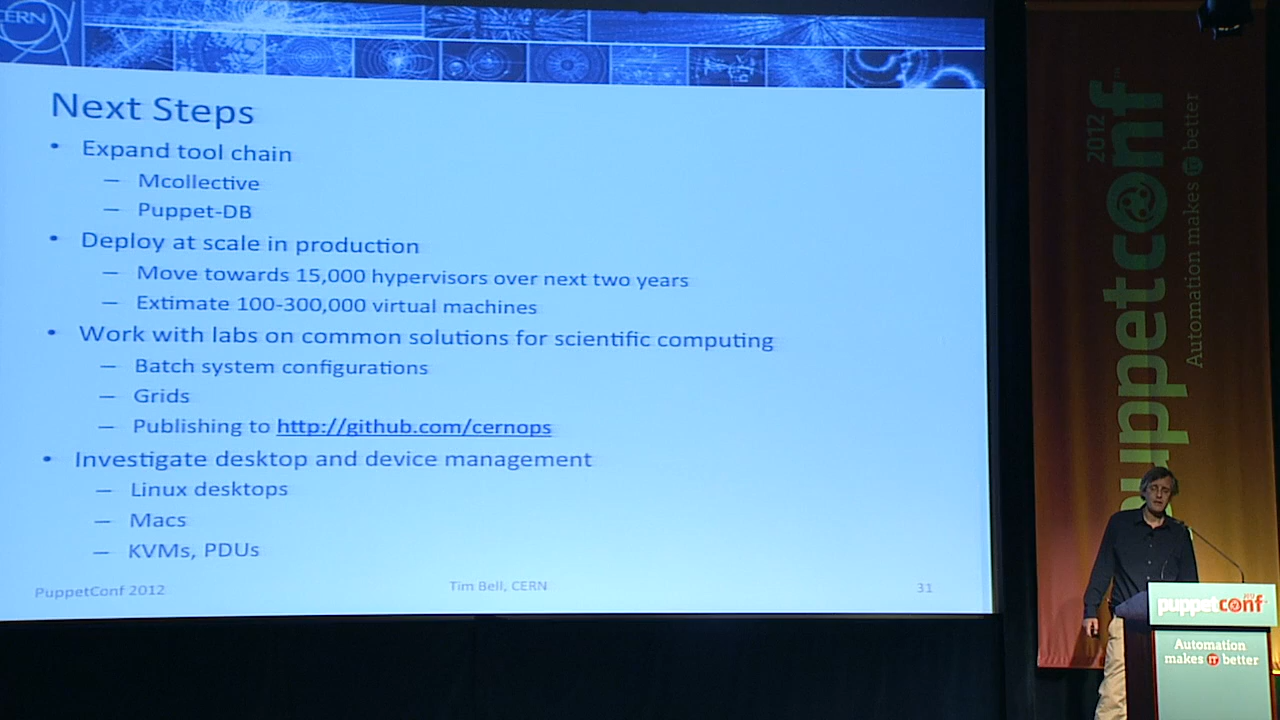 ERN
Next Steps
• Expand tool chain
– Mcollective
– Puppet-DB
• Deploy at scale in production
– Move towards 15,000 hypervisors over next two years
– Extimate 100-300,000 virtual machines
• Work with labs on common solutions for scientific computing
– Batch system configurations
– Grids
– Publishing to http://github.com/cernops
• Investigate desktop and device management
– Linux desktops
– Macs
– KVMs, PDUs
PuppetConf 2012
Tim Bell, CERN
31
puppetconf
2012
Automation makes IT better
puppetconf
2012
Automation
makes IT better